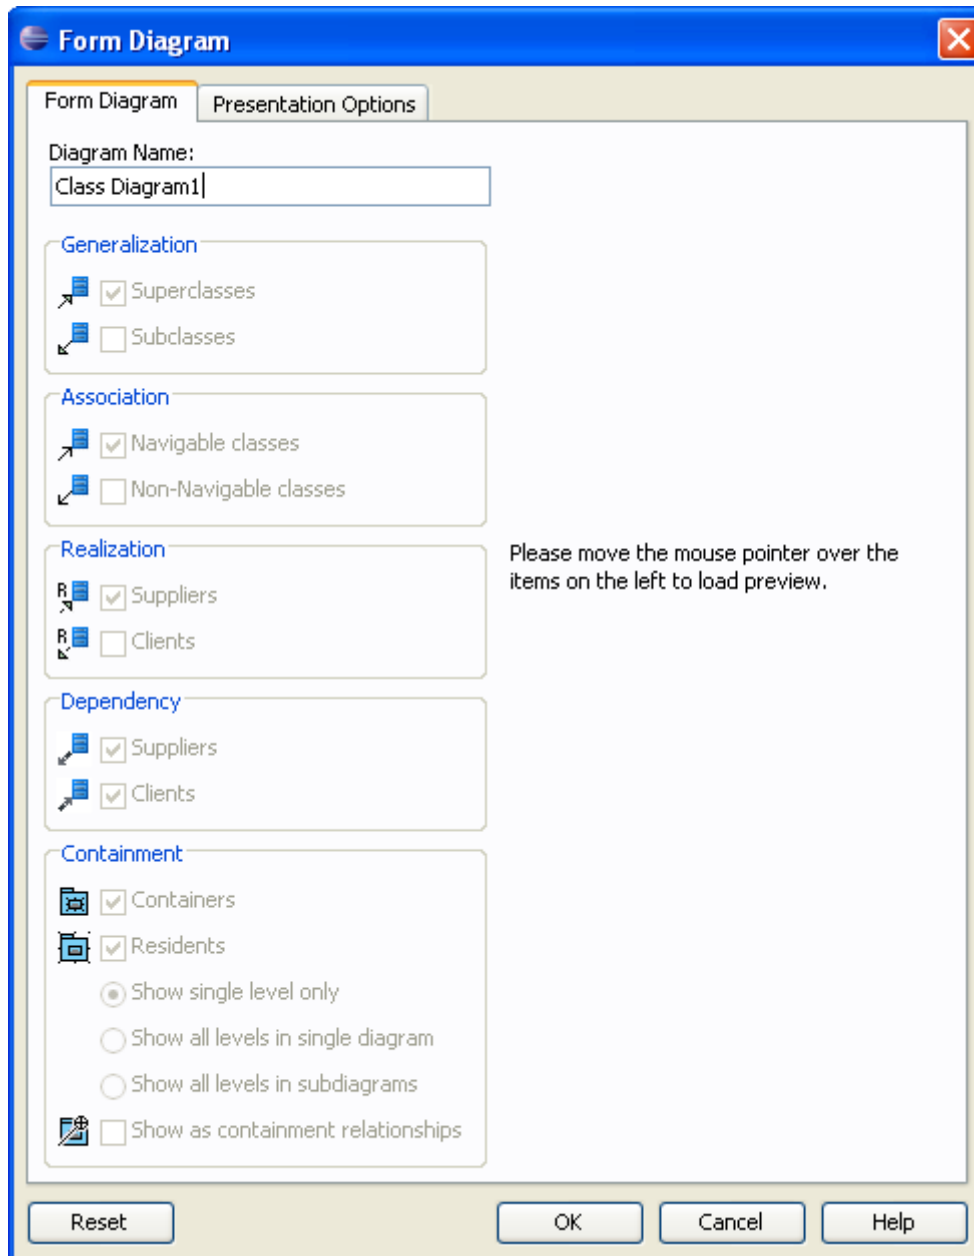 Form Diagram
Form Diagram
Presentation Options
Diagram Name:
Class Diagram1
Generalization
Superclasses
Subclasses
Association
Navigable classes
Non-Navigable classes
Realization
R
Suppliers
R
Clients
Please move the mouse pointer over the
items on the left to load preview.
Dependency
Suppliers
Clients
Containment
Containers
Residents
Show single level only
Show all levels in single diagram
Show all levels in subdiagrams
Show as containment relationships
Reset
OK
Cancel
Help